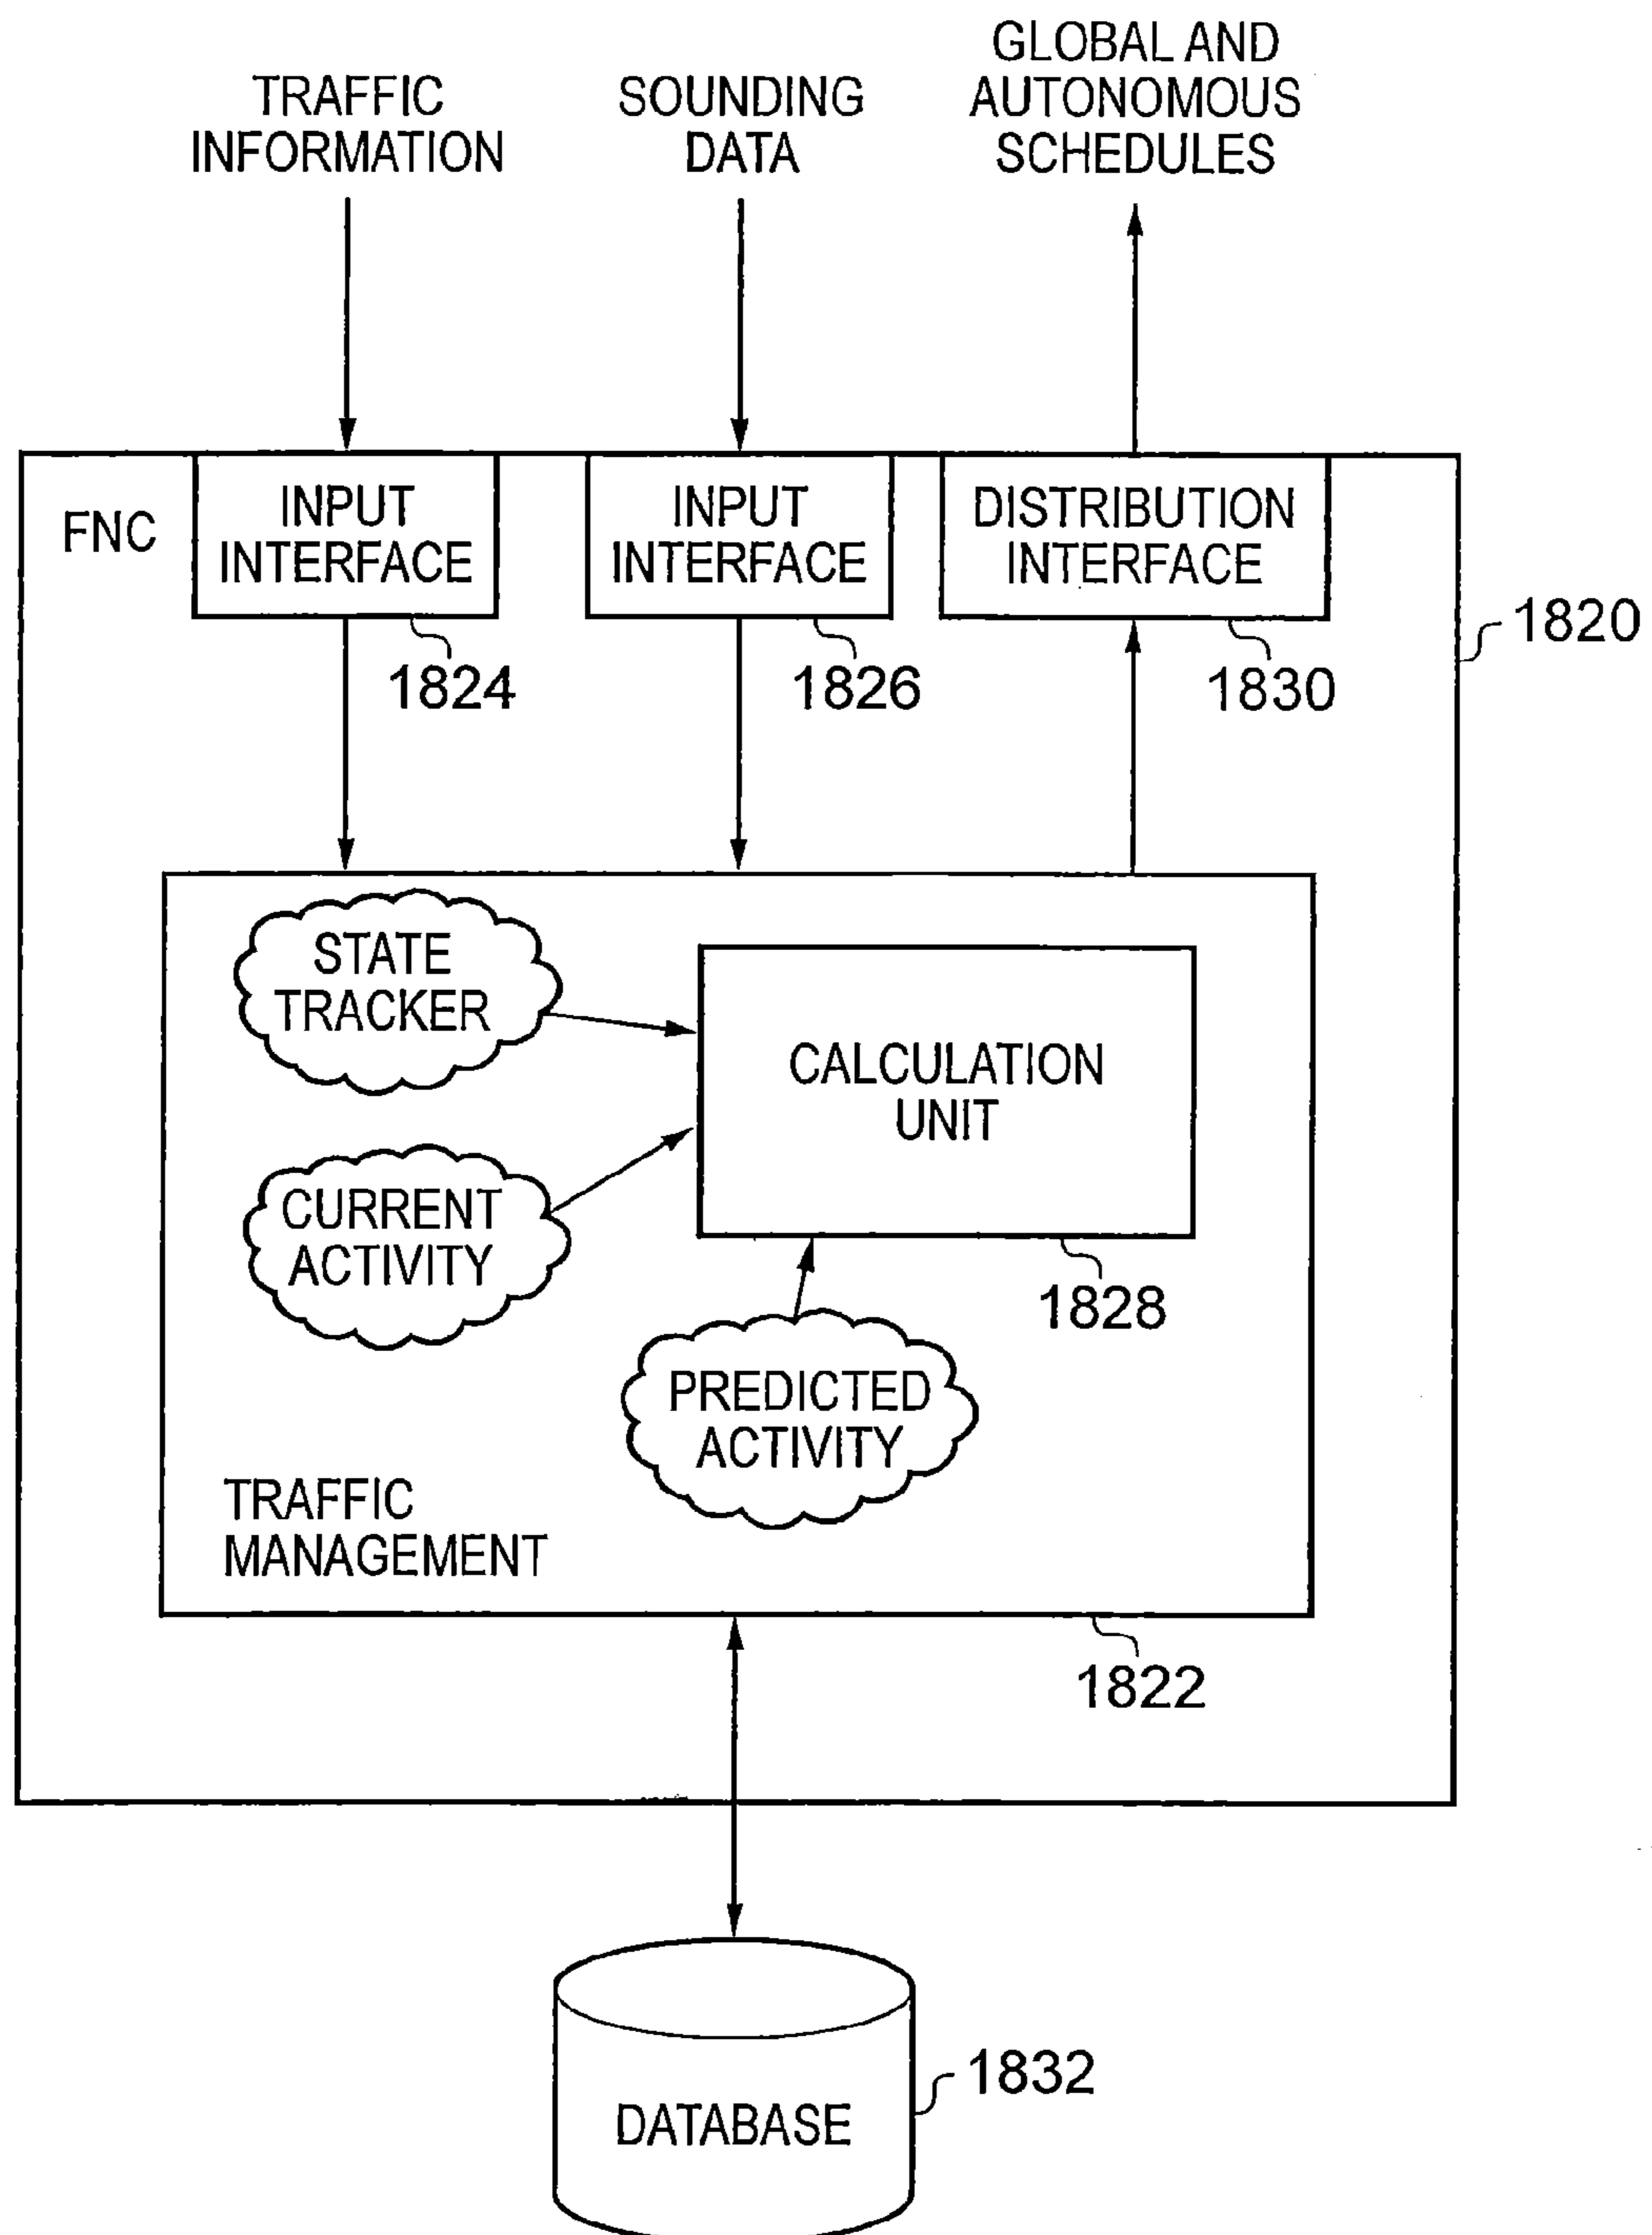 TRAFFIC
INFORMATION
SOUNDING
DATA
GLOBAL AND
AUTONOMOUS
SCHEDULES
FNC
INPUT
INTERFACE
INPUT
INTERFACE
DISTRIBUTION
INTERFACE
1820
1824
1826
1830
STATE
TRACKER
CALCULATION
UNIT
CURRENT
ACTIVITY
1828
PREDICTED
ACTIVITY
TRAFFIC
MANAGEMENT
1822
1832
DATABASE